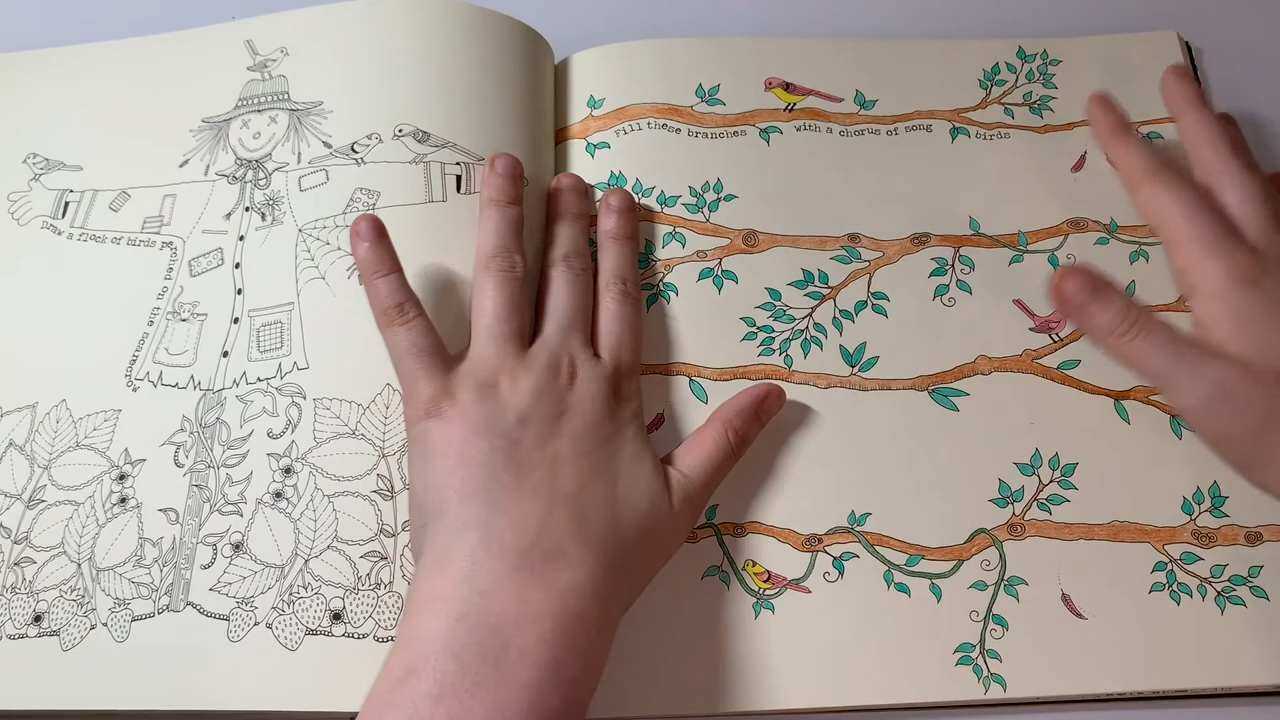 Draw a flock of birds perched on the scarecrow
Fill these branches with a chorus of song birds